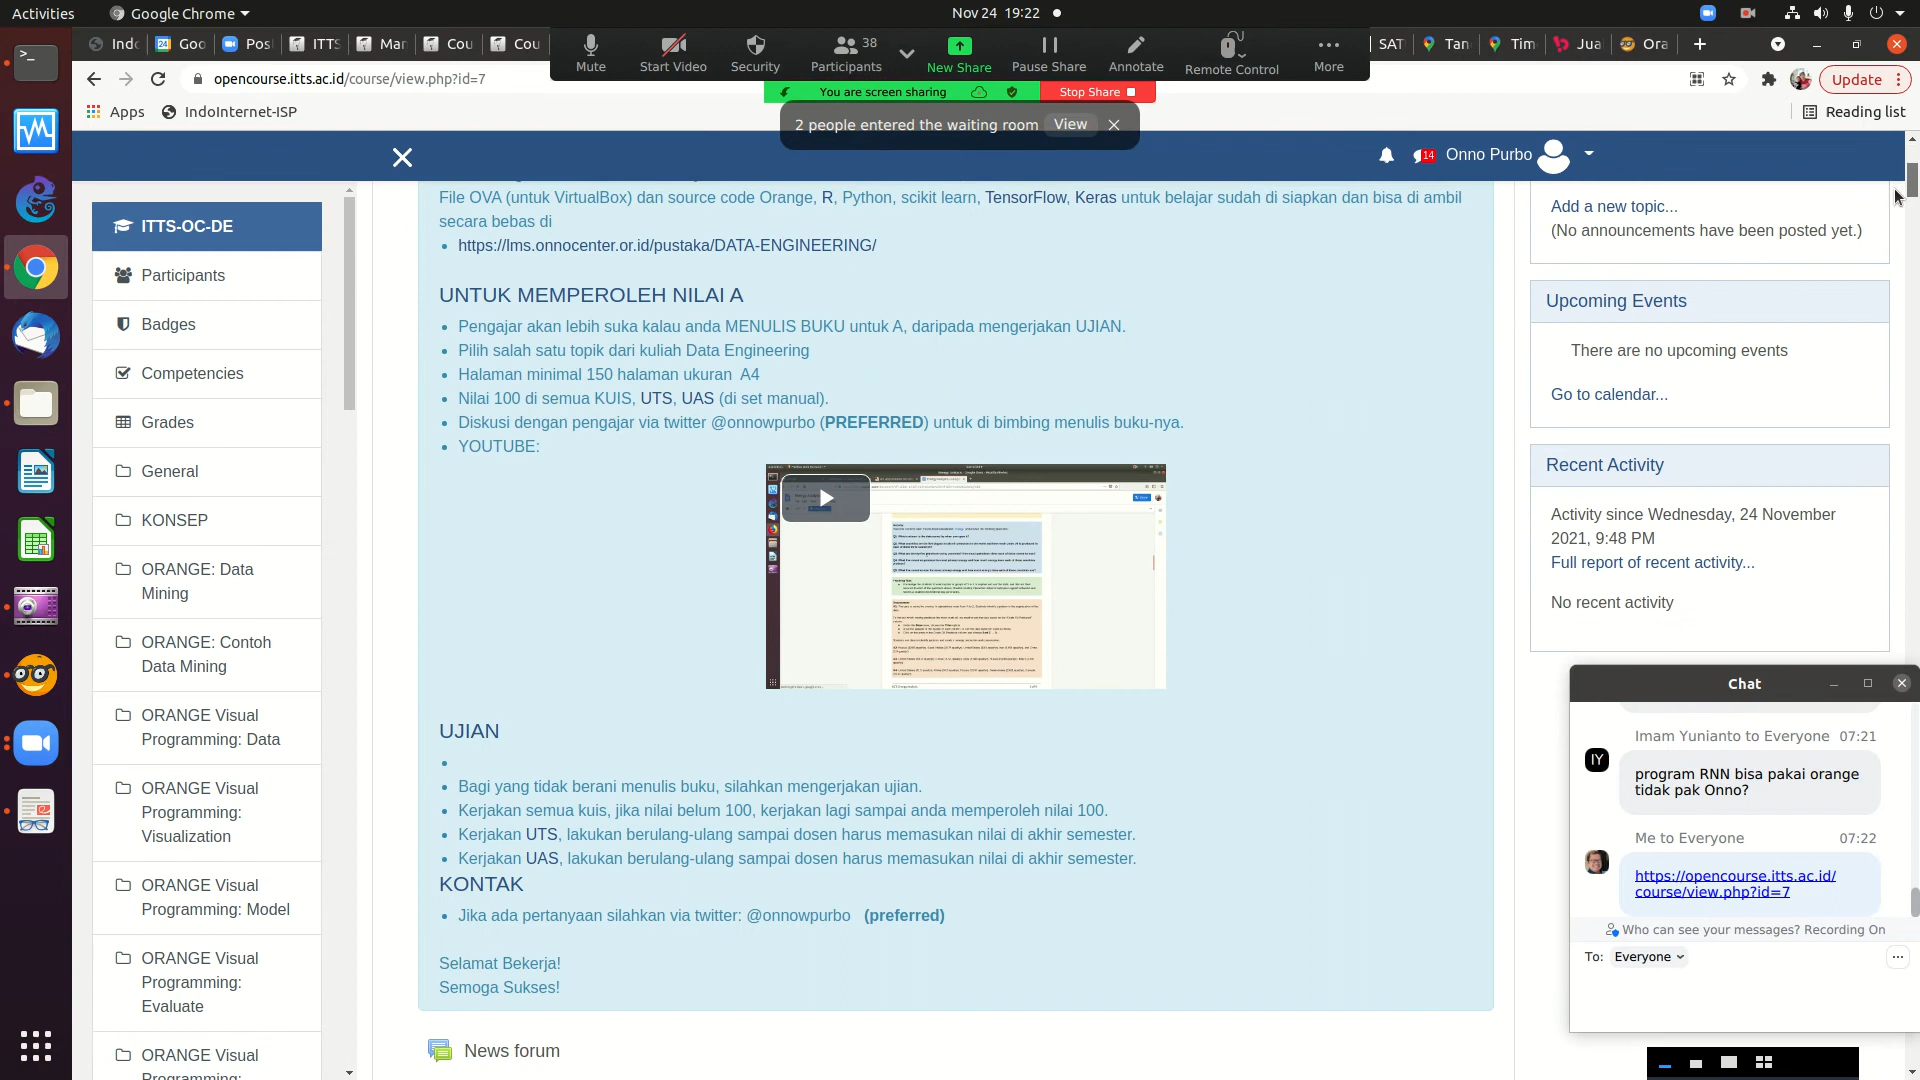 Activities
Google Chrome
Nov 24 19:22
Indo
Goo
Pos
ITTS
Mar
Cou
Cou
SAT
Tan
Tim
Jua
Ora
Mute
Start Video
Security
Participants
38
New Share
Pause Share
Annotate
Remote Control
More
opencourse.itts.ac.id/course/view.php?id=7
Update
You are screen sharing
Stop Share
Apps
IndoInternet-ISP
Reading list
2 people entered the waiting room
View
14
Onno Purbo
ITTS-OC-DE
Participants
Badges
Competencies
Grades
General
KONSEP
ORANGE: Data
Mining
ORANGE: Contoh
Data Mining
ORANGE Visual
Programming: Data
ORANGE Visual
Programming:
Visualization
ORANGE Visual
Programming: Model
ORANGE Visual
Programming:
Evaluate
ORANGE Visual
Programming:
File OVA (untuk VirtualBox) dan source code Orange, R, Python, scikit learn, TensorFlow, Keras untuk belajar sudah di siapkan dan bisa di ambil
secara bebas di
https://lms.onnocenter.or.id/pustaka/DATA-ENGINEERING/
UNTUK MEMPEROLEH NILAI A
Pengajar akan lebih suka kalau anda MENULIS BUKU untuk A, daripada mengerjakan UJIAN.
Pilih salah satu topik dari kuliah Data Engineering
Halaman minimal 150 halaman ukuran A4
Nilai 100 di semua KUIS, UTS, UAS (di set manual).
Diskusi dengan pengajar via twitter @onnowpurbo (PREFERRED) untuk di bimbing menulis buku-nya.
YOUTUBE:
UJIAN
Bagi yang tidak berani menulis buku, silahkan mengerjakan ujian.
Kerjakan semua kuis, jika nilai belum 100, kerjakan lagi sampai anda memperoleh nilai 100.
Kerjakan UTS, lakukan berulang-ulang sampai dosen harus memasukan nilai di akhir semester.
Kerjakan UAS, lakukan berulang-ulang sampai dosen harus memasukan nilai di akhir semester.
KONTAK
Jika ada pertanyaan silahkan via twitter: @onnowpurbo (preferred)
Selamat Bekerja!
Semoga Sukses!
News forum
Add a new topic...
(No announcements have been posted yet.)
Upcoming Events
There are no upcoming events
Go to calendar...
Recent Activity
Activity since Wednesday, 24 November
2021, 9:48 PM
Full report of recent activity...
No recent activity
Chat
Imam Yunianto to Everyone 07:21
IY
program RNN bisa pakai orange
tidak pak Onno?
Me to Everyone 07:22
https://opencourse.itts.ac.id/
course/view.php?id=7
Who can see your messages? Recording On
To: Everyone